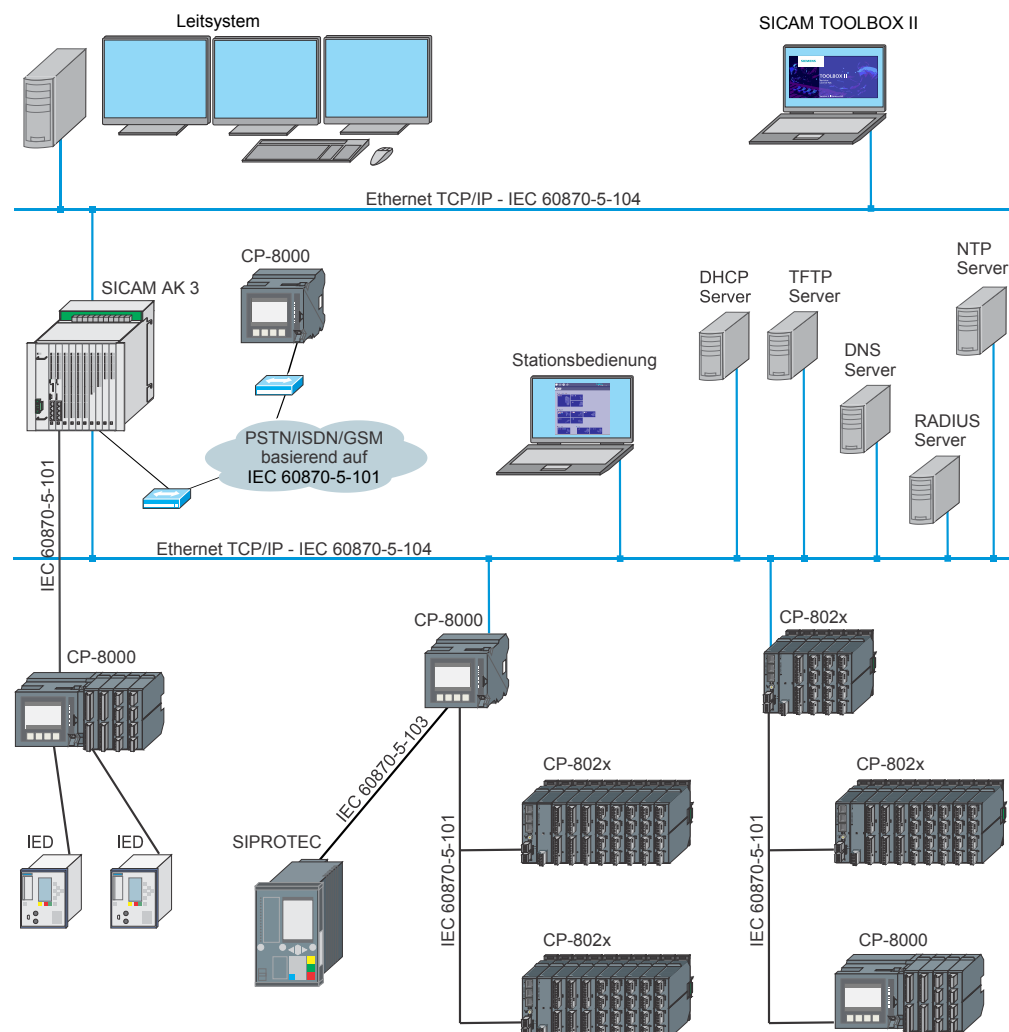 Leitsystem
SICAM TOOLBOX II
SIEMENS
TOOLBOX II
Ethernet TCP/IP - IEC 60870-5-104
CP-8000
SICAM AK 3
DHCP
Server
TFTP
Server
NTP
Server
DNS
Server
RADIUS
Server
Stationsbedienung
PSTN/ISDN/GSM
basierend auf
IEC 60870-5-101
IEC 60870-5-101
Ethernet TCP/IP - IEC 60870-5-104
CP-8000
CP-8000
CP-802x
IEC 60870-5-103
CP-802x
CP-802x
IED
IED
SIPROTEC
IEC 60870-5-101
IEC 60870-5-101
CP-802x
CP-8000